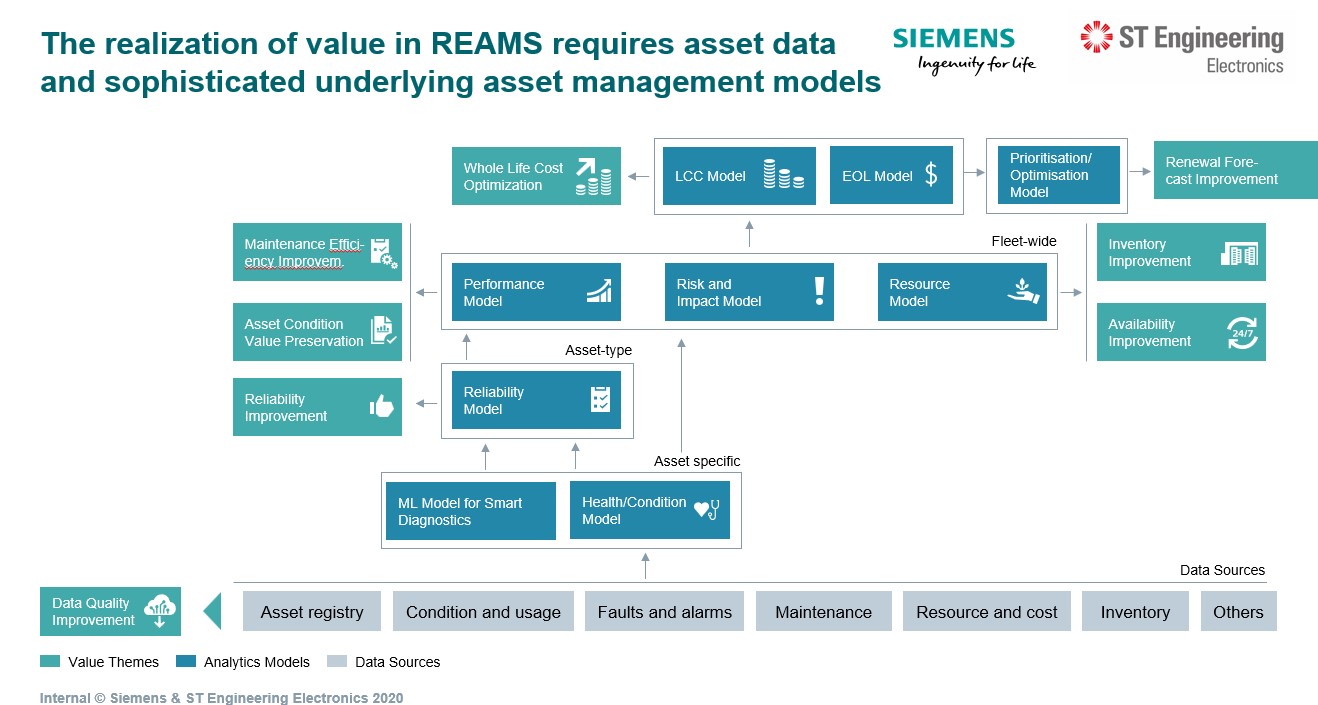 The realization of value in REAMS requires asset data
and sophisticated underlying asset management models
SIEMENS
Ingenuity for life
ST Engineering
Electronics
Whole Life Cost
Optimization
LCC Model
EOL Model
$
Prioritisation/
Optimisation
Model
Renewal Fore-
cast Improvement
Maintenance Effici-
ency Improvem.
Fleet-wide
Inventory
Improvement
Performance
Model
Risk and
Impact Model
!
Resource
Model
Asset Condition
Value Preservation
Availability
Improvement
24/7
Asset-type
Reliability
Improvement
Reliability
Model
Asset specific
ML Model for Smart
Diagnostics
Health/Condition
Model
Data Sources
Data Quality
Improvement
Asset registry
Condition and usage
Faults and alarms
Maintenance
Resource and cost
Inventory
Others
Value Themes
Analytics Models
Data Sources
Internal © Siemens & ST Engineering Electronics 2020